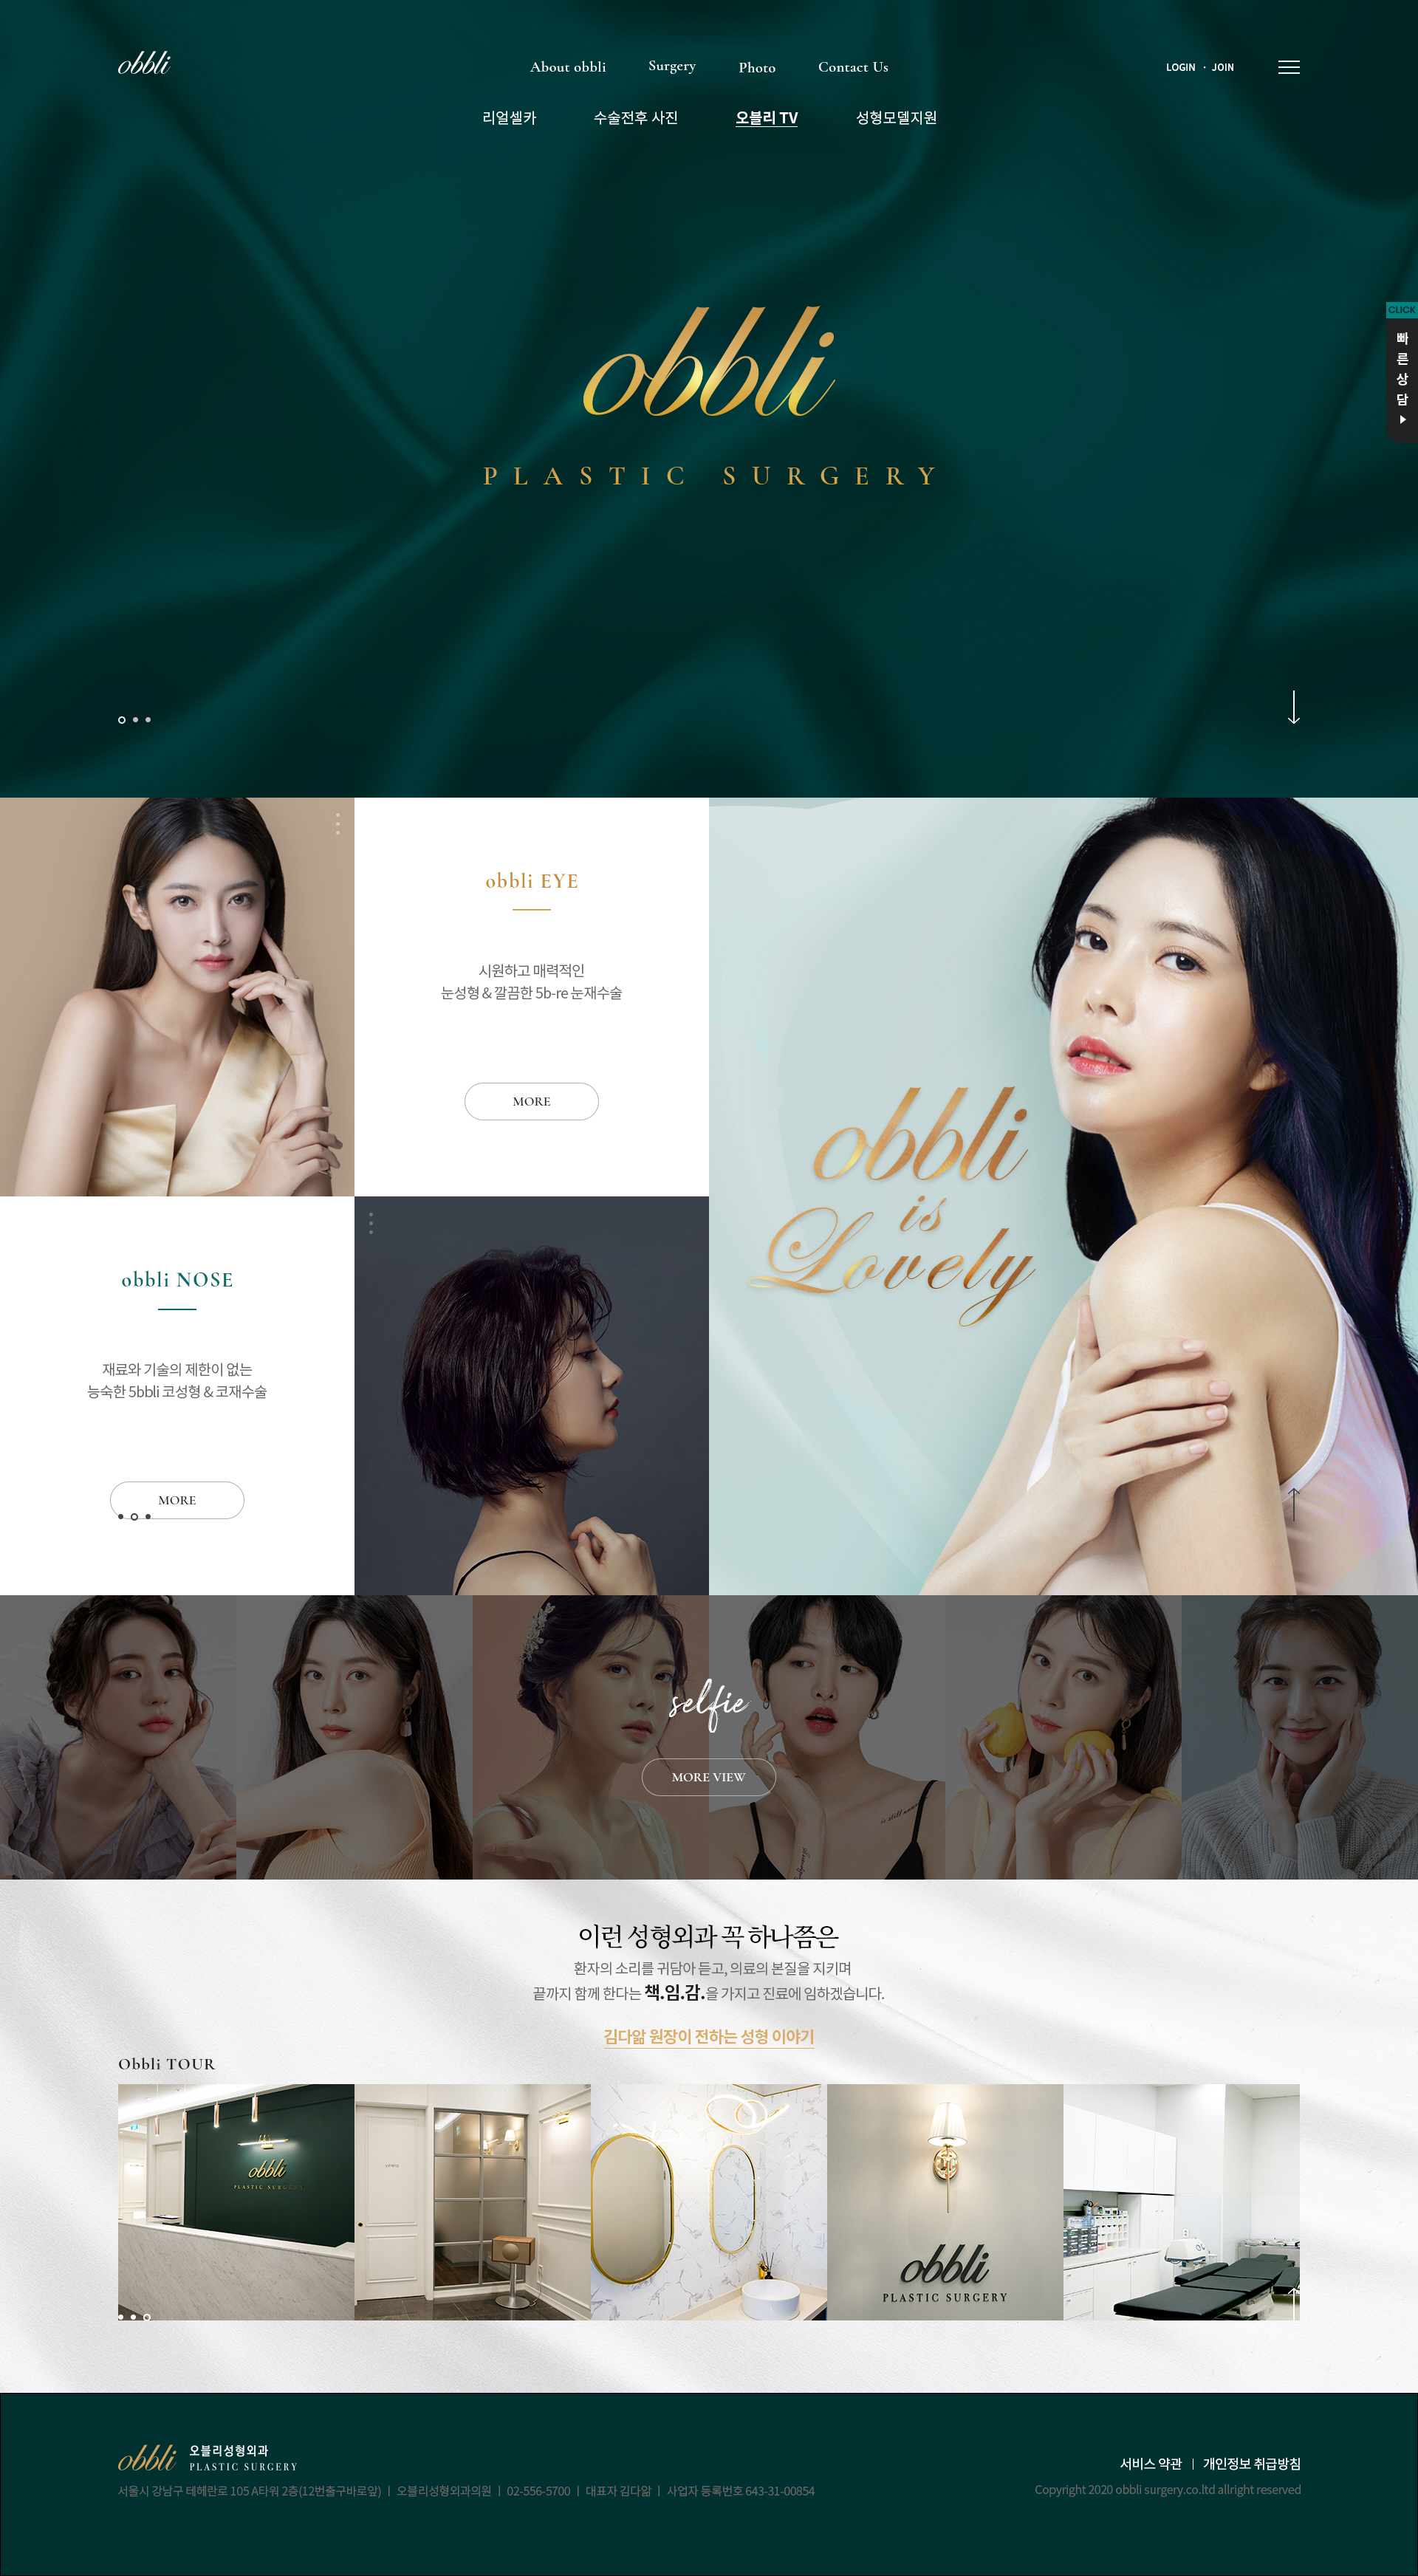 obbli
About obbli
Surgery
Photo
Contact Us
LOGIN · JOIN
리얼셀카
수술전후 사진
오블리 TV
성형모델지원
CLICK
빠
른
상
담
obbli
PLASTIC SURGERY
obbli EYE
시원하고 매력적인
눈성형 & 깔끔한 5b-re 눈재수술
MORE
obbli
is
Lovely
obbli NOSE
재료와 기술의 제한이 없는
능숙한 5bbli 코성형 & 코재수술
MORE
selfie
MORE VIEW
이런 성형외과 꼭 하나쯤은
환자의 소리를 귀담아 듣고, 의료의 본질을 지키며
끝까지 함께 한다는 책.임.감.을 가지고 진료에 임하겠습니다.
김다앎 원장이 전하는 성형 이야기
Obbli TOUR
obbli
PLASTIC SURGERY
obbli
PLASTIC SURGERY
obbli
오블리성형외과
PLASTIC SURGERY
서비스 약관 | 개인정보 취급방침
서울시 강남구 테헤란로 105 A타워 2층(12번출구바로앞) | 오블리성형외과의원 | 02-556-5700 | 대표자 김다앎 | 사업자 등록번호 643-31-00854
Copyright 2020 obbli surgery.co.ltd allright reserved